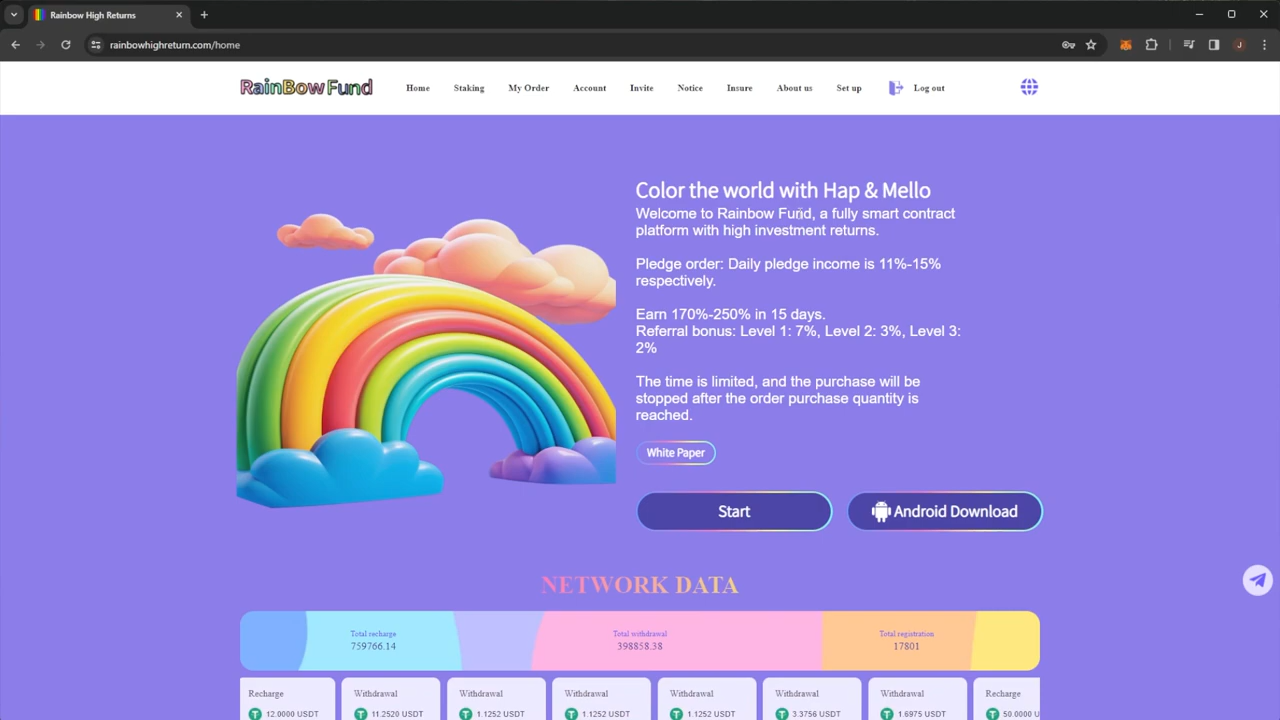 Rainbow High Returns
rainbowhighreturn.com/home
J
RainBow Fund
Home
Staking
My Order
Account
Invite
Notice
Insure
About us
Set up
Log out
Color the world with Hap & Mello
Welcome to Rainbow Fund, a fully smart contract
platform with high investment returns.
Pledge order: Daily pledge income is 11%-15%
respectively.
Earn 170%-250% in 15 days.
Referral bonus: Level 1: 7%, Level 2: 3%, Level 3:
2%
The time is limited, and the purchase will be
stopped after the order purchase quantity is
reached.
White Paper
Start
Android Download
NETWORK DATA
Total recharge
759766.14
Total withdrawal
398858.38
Total registration
17801
Recharge
12.0000 USDT
Withdrawal
11.2520 USDT
Withdrawal
1.1252 USDT
Withdrawal
1.1252 USDT
Withdrawal
1.1252 USDT
Withdrawal
3.3756 USDT
Withdrawal
1.6975 USDT
Recharge
50.0000 U